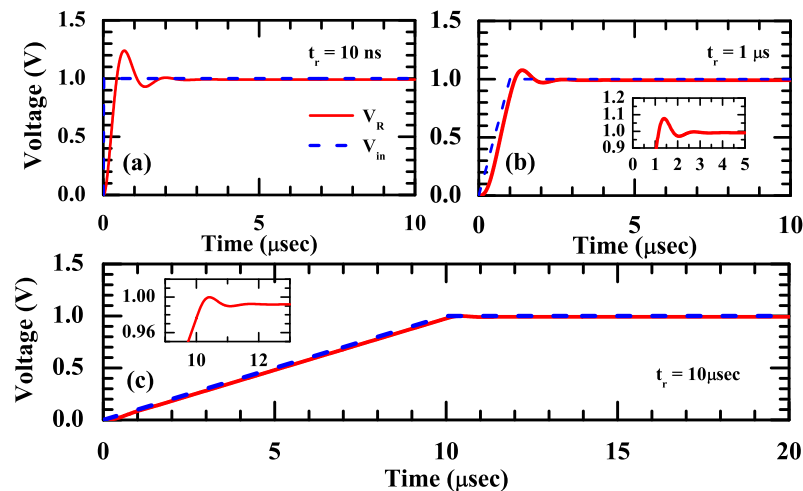 1.5
1.0
0.5
0.0
Voltage (V)
t_r = 10 ns
V_R
V_in
(a)
0 5 10
Time (μsec)
1.5
1.0
0.5
0.0
t_r = 1 μs
1.1
1.0
0.9
0 1 2 3 4 5
(b)
0 5 10
Time (μsec)
1.5
1.0
0.5
0.0
Voltage (V)
1.00
0.96
10 12
(c)
t_r = 10μsec
0 5 10 15 20
Time (μsec)